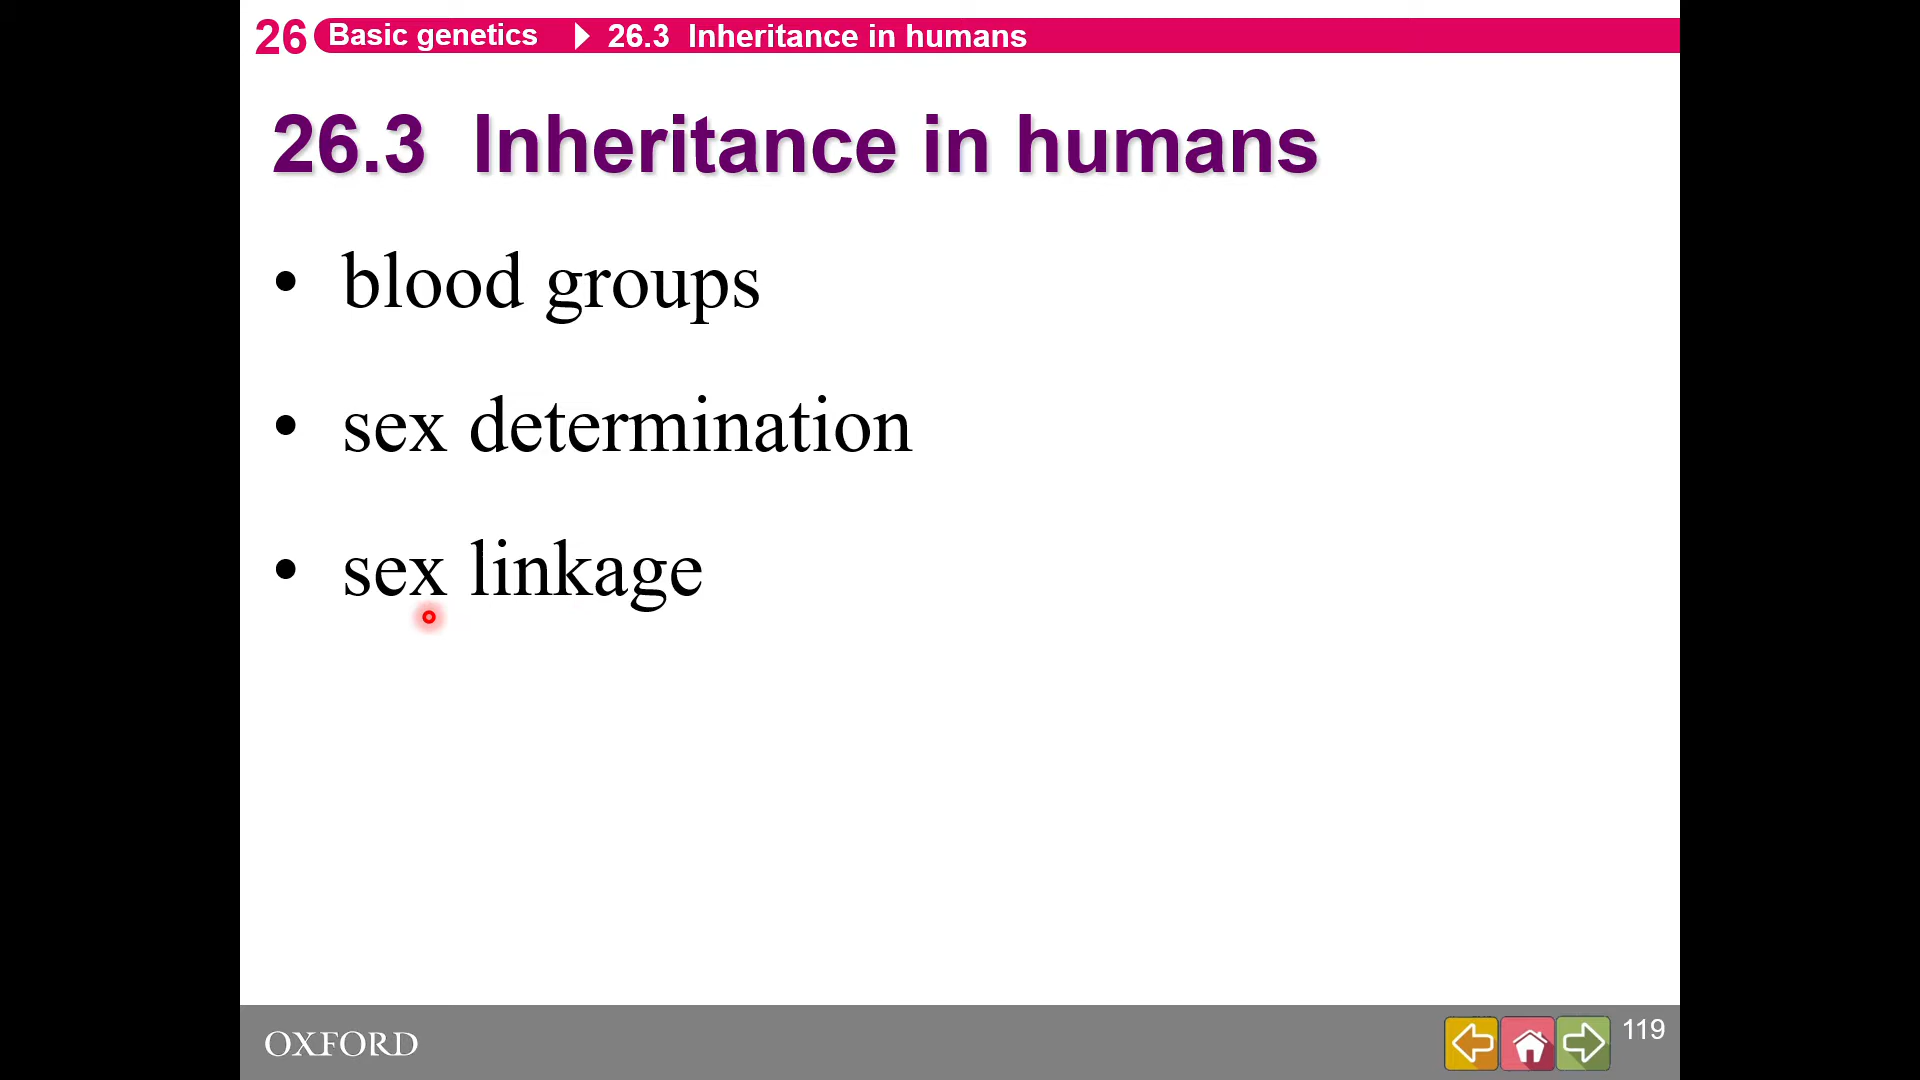 26 Basic genetics 26.3 Inheritance in humans
26.3 Inheritance in humans
• blood groups
• sex determination
• sex linkage
OXFORD
119